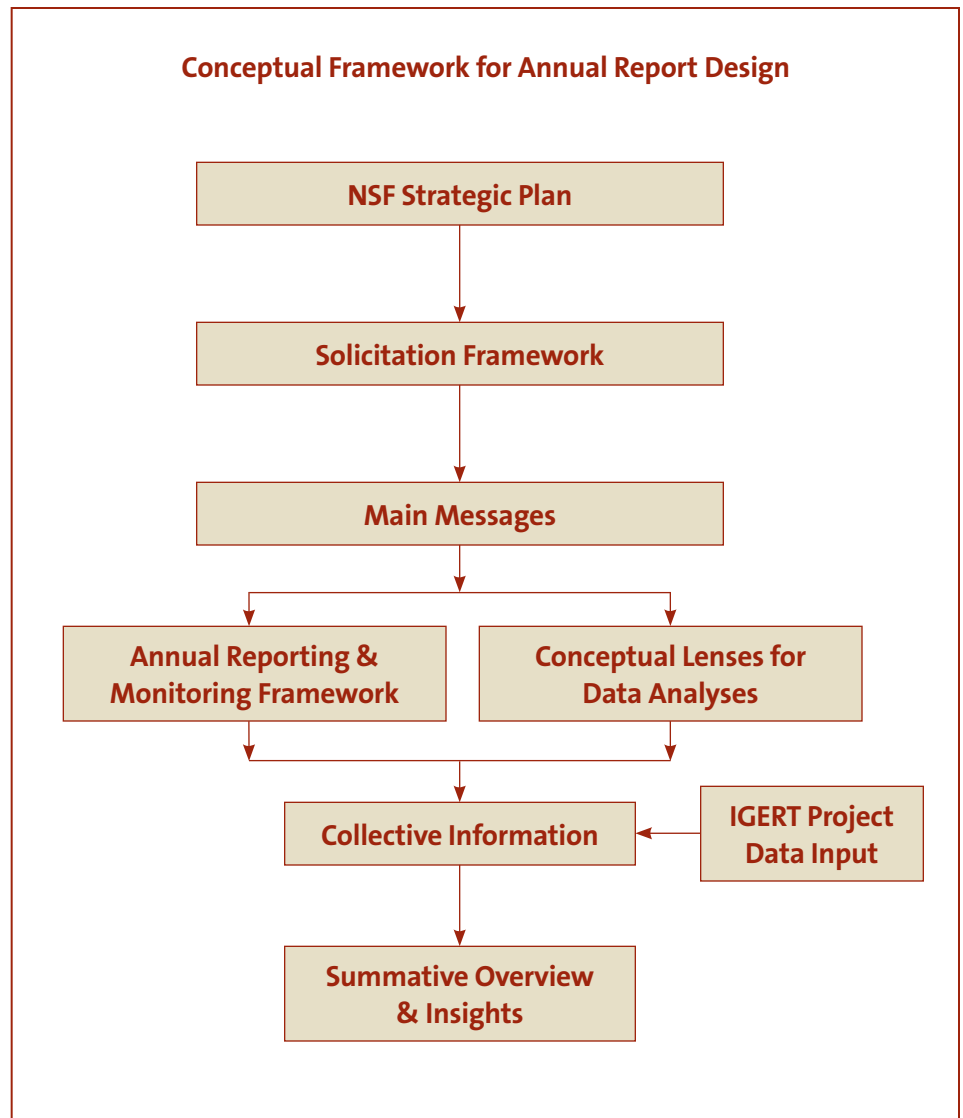 Conceptual Framework for Annual Report Design
NSF Strategic Plan
Solicitation Framework
Main Messages
Annual Reporting &
Monitoring Framework
Conceptual Lenses for
Data Analyses
Collective Information
IGERT Project
Data Input
Summative Overview
& Insights